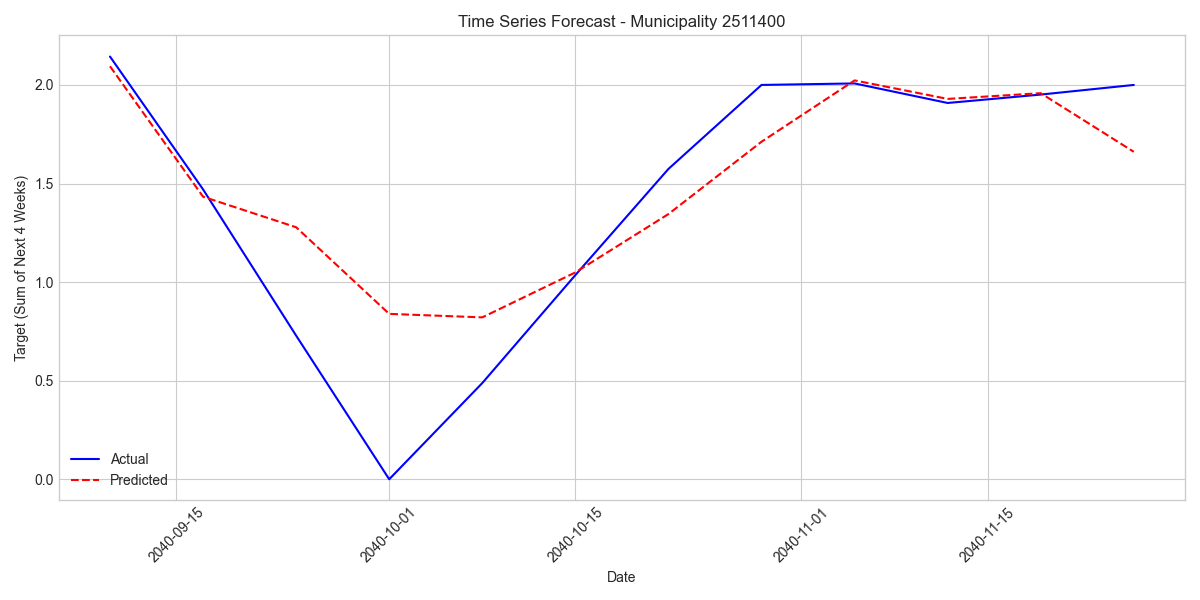 Time Series Forecast - Municipality 2511400
Target (Sum of Next 4 Weeks)
2.0
1.5
1.0
0.5
0.0
Actual
Predicted
2040-09-15
2040-10-01
2040-10-15
2040-11-01
2040-11-15
Date